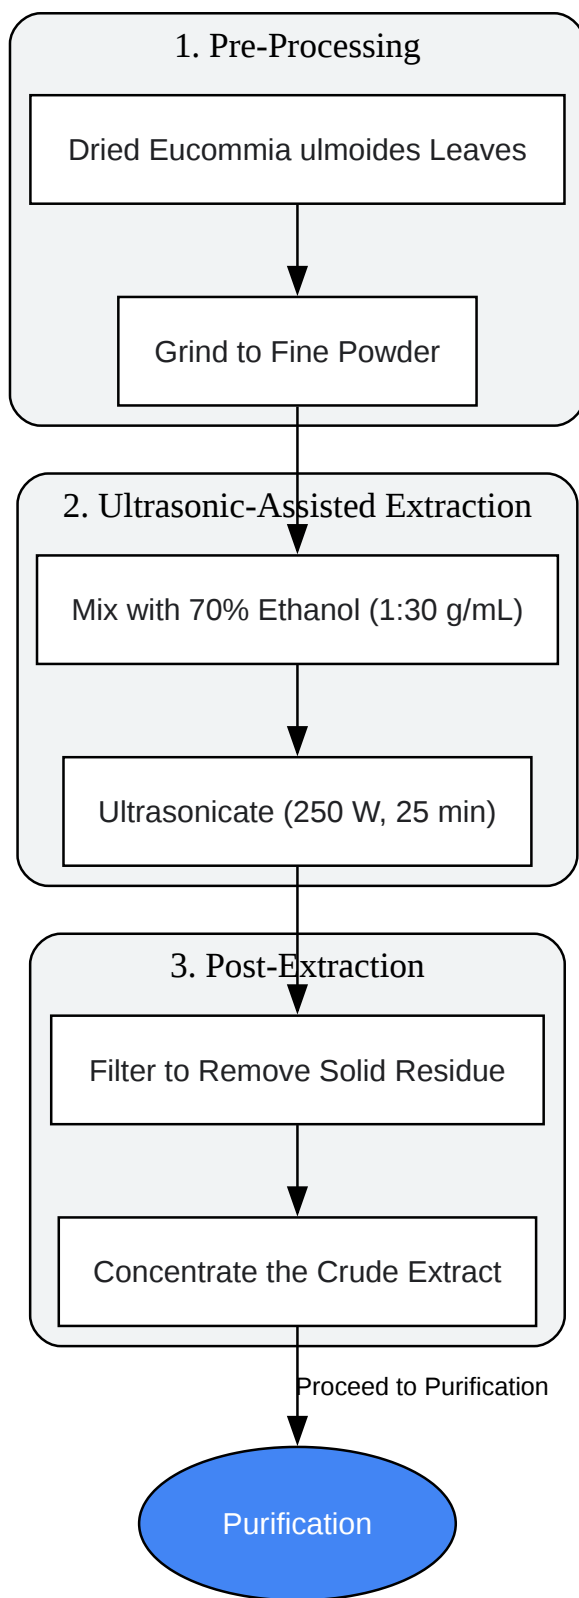 1. Pre-Processing
Dried Eucommia ulmoides Leaves
Grind to Fine Powder
2. Ultrasonic-Assisted Extraction
Mix with 70% Ethanol (1:30 g/mL)
Ultrasonicate (250 W, 25 min)
3. Post-Extraction
Filter to Remove Solid Residue
Concentrate the Crude Extract
Proceed to Purification
Purification